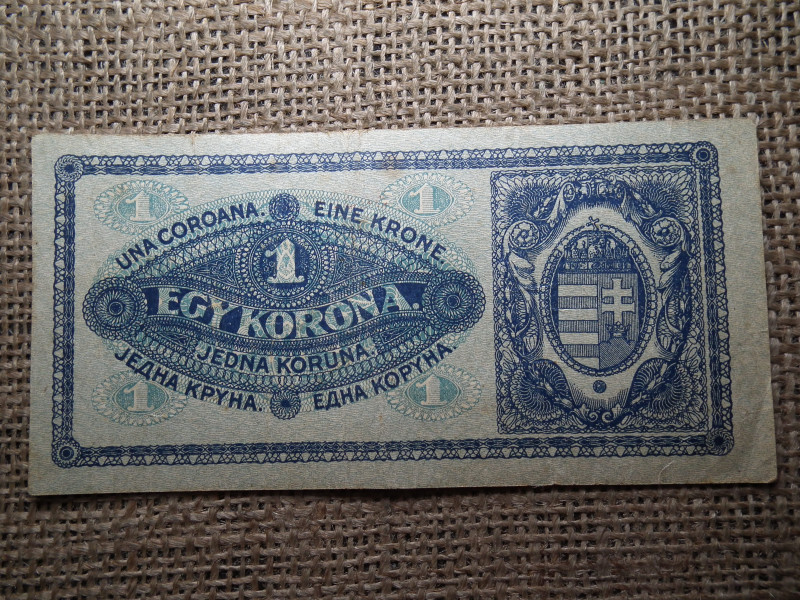 1 1
UNA COROANA. EINE KRONE.
1
EGY KORONA.
JEDNA KORUNA.
ЈЕДНА КРУНА. ЕДНА КОРУНА.
1 1